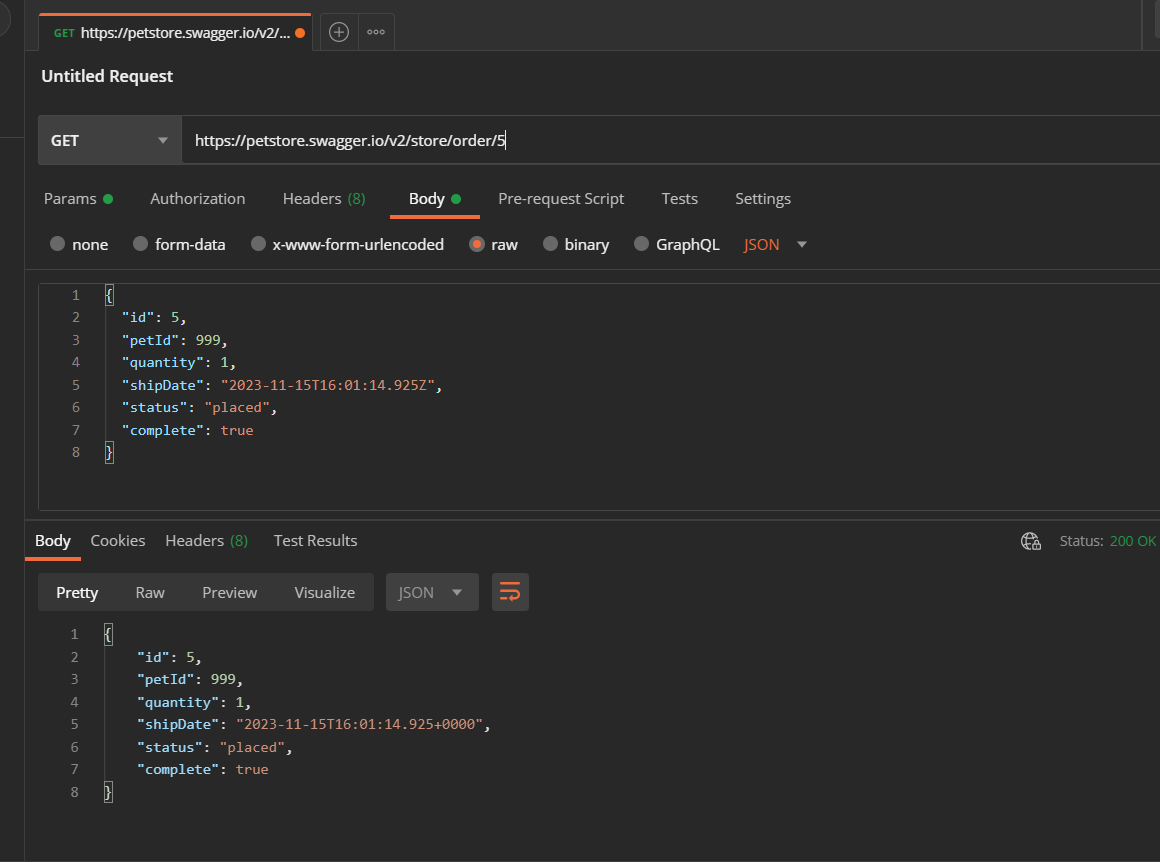 GET https://petstore.swagger.io/v2/...
Untitled Request
GET https://petstore.swagger.io/v2/store/order/5
Params Authorization Headers (8) Body Pre-request Script Tests Settings
none form-data x-www-form-urlencoded raw binary GraphQL JSON
1 {
2 "id": 5,
3 "petId": 999,
4 "quantity": 1,
5 "shipDate": "2023-11-15T16:01:14.925Z",
6 "status": "placed",
7 "complete": true
8 }
Body Cookies Headers (8) Test Results Status: 200 OK
Pretty Raw Preview Visualize JSON
1 {
2 "id": 5,
3 "petId": 999,
4 "quantity": 1,
5 "shipDate": "2023-11-15T16:01:14.925+0000",
6 "status": "placed",
7 "complete": true
8 }